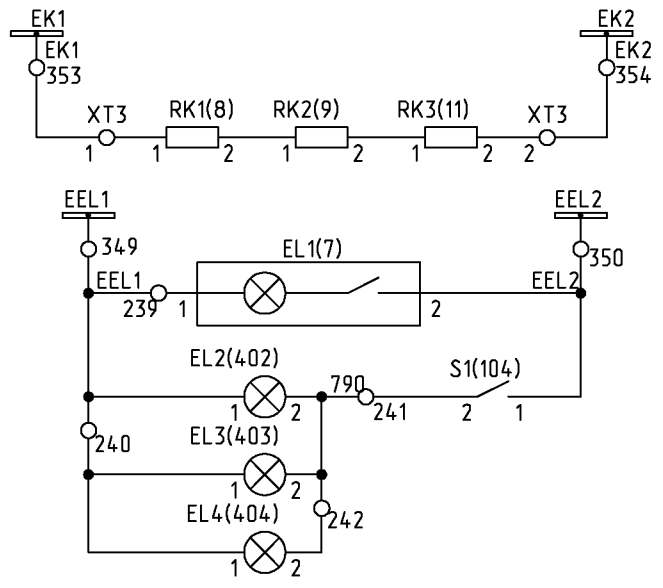 EK1 EK2
EK1 EK2
353 354
XT3 RK1(8) RK2(9) RK3(11) XT3
1 1 2 1 2 1 2 2
EEL1 EEL2
349 EL1(7) 350
EEL1 EEL2
239 1 2
EL2(402) S1(104)
790
1 2 241 2 1
EL3(403)
240
1 2
EL4(404) 242
1 2